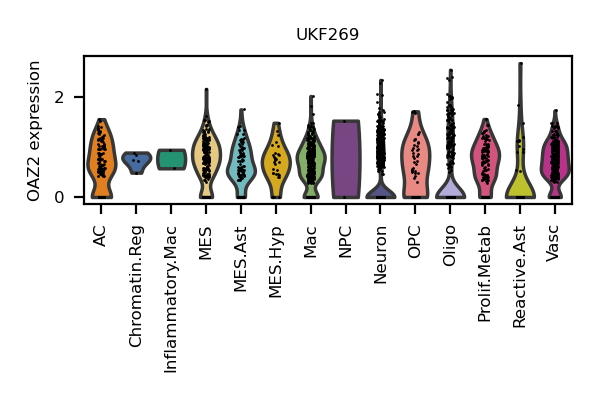 UKF269
OAZ2 expression
2
0
AC
Chromatin.Reg
Inflammatory.Mac
MES
MES.Ast
MES.Hyp
Mac
NPC
Neuron
OPC
Oligo
Prolif.Metab
Reactive.Ast
Vasc